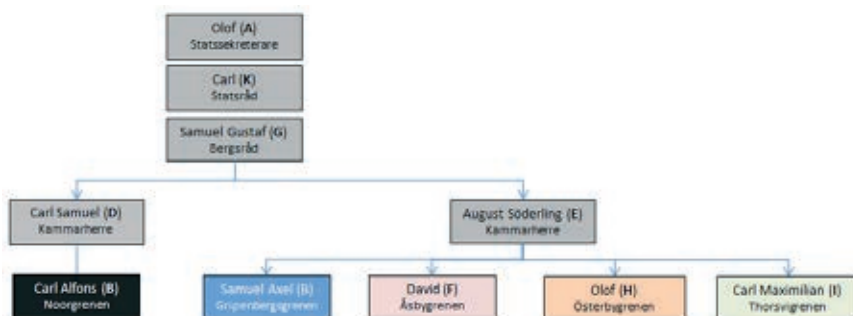 Olof (A)
Statssekreterare
Carl (K)
Statsråd
Samuel Gustaf (G)
Bergsråd
Carl Samuel (D)
Kammarherre
August Söderling (E)
Kammarherre
Carl Alfons (B)
Noorgrenen
Samuel Axel (B)
Gripenbergsgrenen
David (F)
Åsbygrenen
Olof (H)
Österbygrenen
Carl Maximilian (I)
Thorsvigrenen